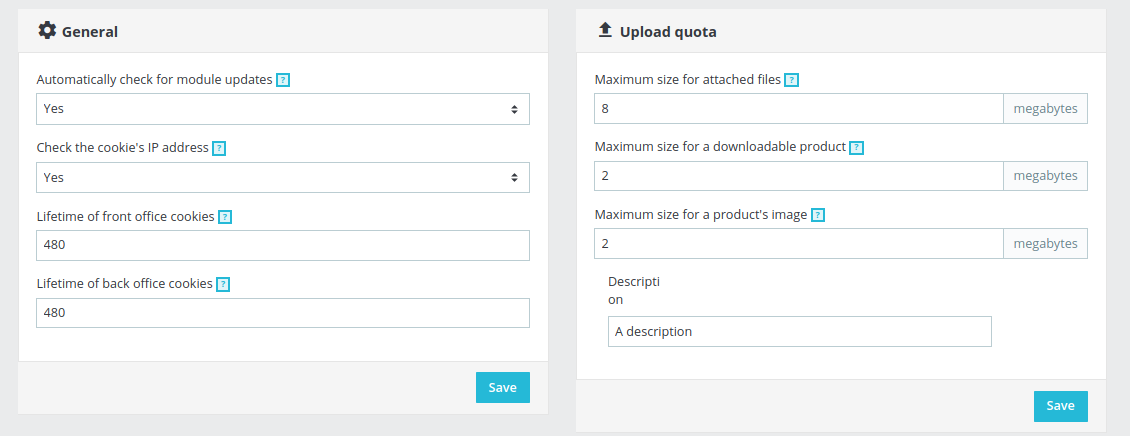 General
Automatically check for module updates ?
Yes
Check the cookie's IP address ?
Yes
Lifetime of front office cookies ?
480
Lifetime of back office cookies ?
480
Save
Upload quota
Maximum size for attached files ?
8 megabytes
Maximum size for a downloadable product ?
2 megabytes
Maximum size for a product's image ?
2 megabytes
Descripti
on
A description
Save